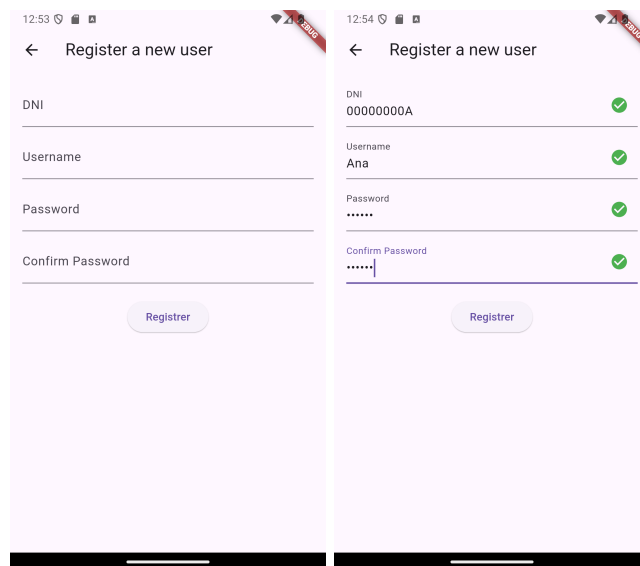 12:53
Register a new user
DNI
Username
Password
Confirm Password
Registrer
12:54
Register a new user
DNI
00000000A
Username
Ana
Password
••••••
Confirm Password
••••••
Registrer